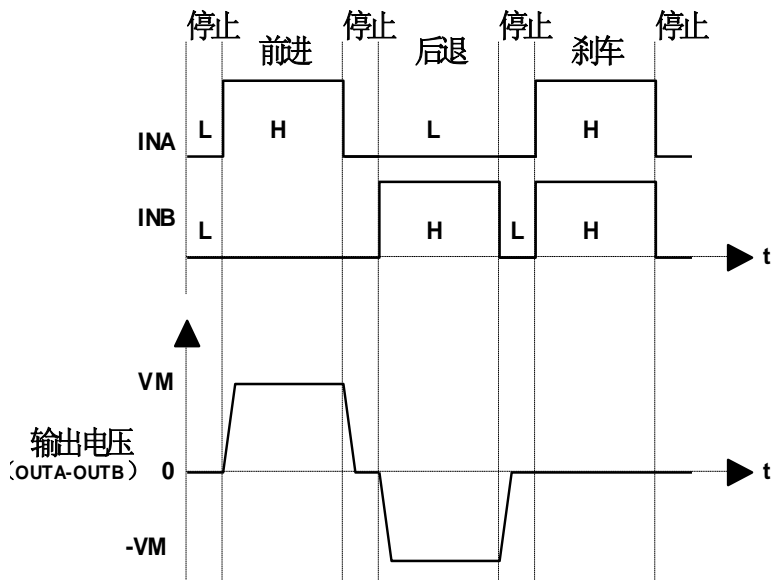 停止 停止 停止 停止
前进 后退 刹车
INA L H L H
INB L H L H
t
VM
输出电压
(OUTA-OUTB) 0 t
-VM